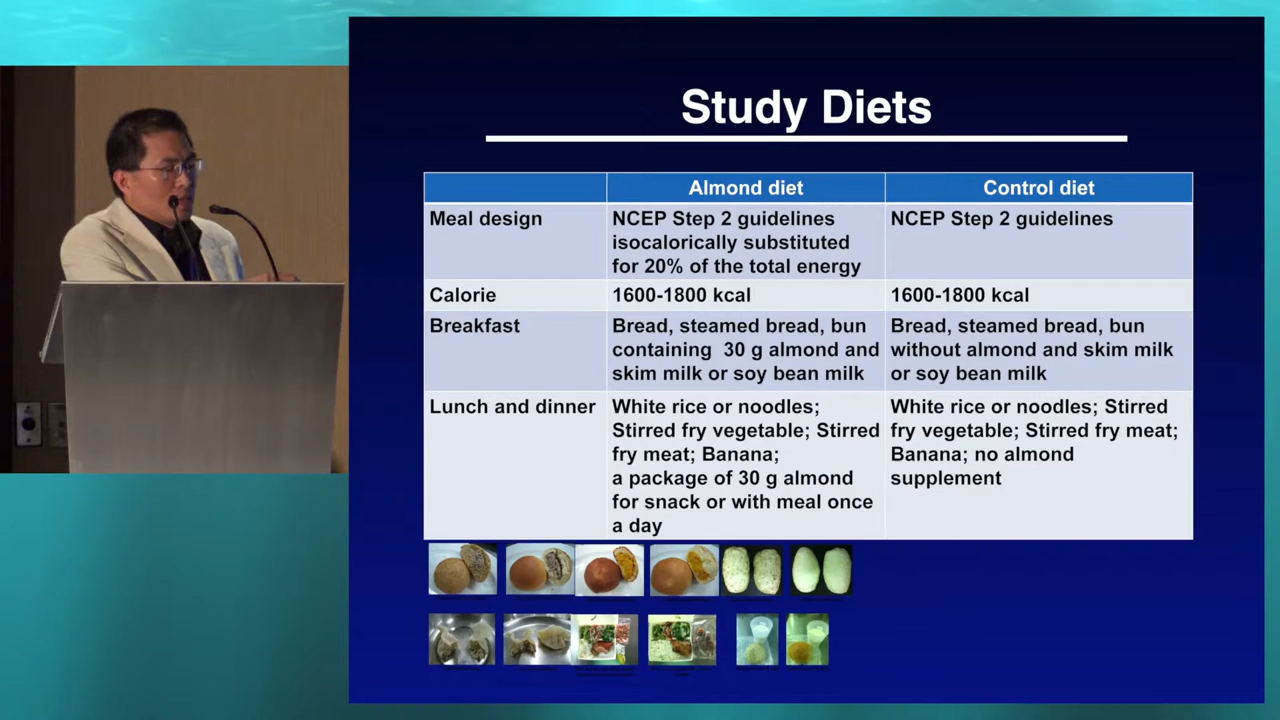 Study Diets
Almond diet
Control diet
Meal design
NCEP Step 2 guidelines
isocalorically substituted
for 20% of the total energy
NCEP Step 2 guidelines
Calorie
1600-1800 kcal
1600-1800 kcal
Breakfast
Bread, steamed bread, bun
containing 30 g almond and
skim milk or soy bean milk
Bread, steamed bread, bun
without almond and skim milk
or soy bean milk
Lunch and dinner
White rice or noodles;
Stirred fry vegetable; Stirred
fry meat; Banana;
a package of 30 g almond
for snack or with meal once
a day
White rice or noodles; Stirred
fry vegetable; Stirred fry meat;
Banana; no almond
supplement